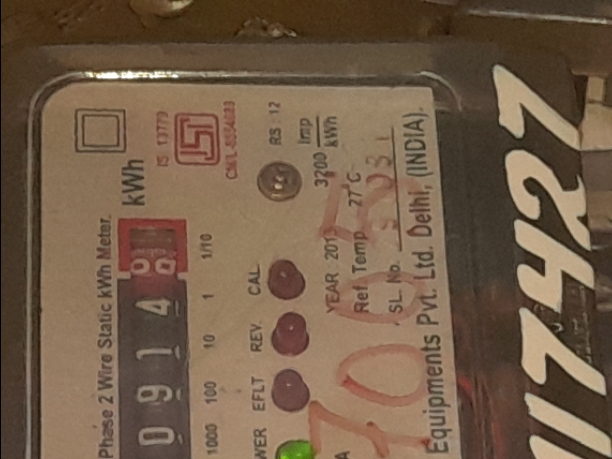 Phase 2 Wire Static kWh Meter.
kWh
0 9 1 4 8
1000 100 10 1 1/10
IS 13779
CM/L-
WER EFLT REV. CAL.
RS : 12
Imp
3200 kWh
YEAR 201
Ref. Temp 27°C
SL. No.
Equipments Pvt. Ltd. Delhi, (INDIA).
17427